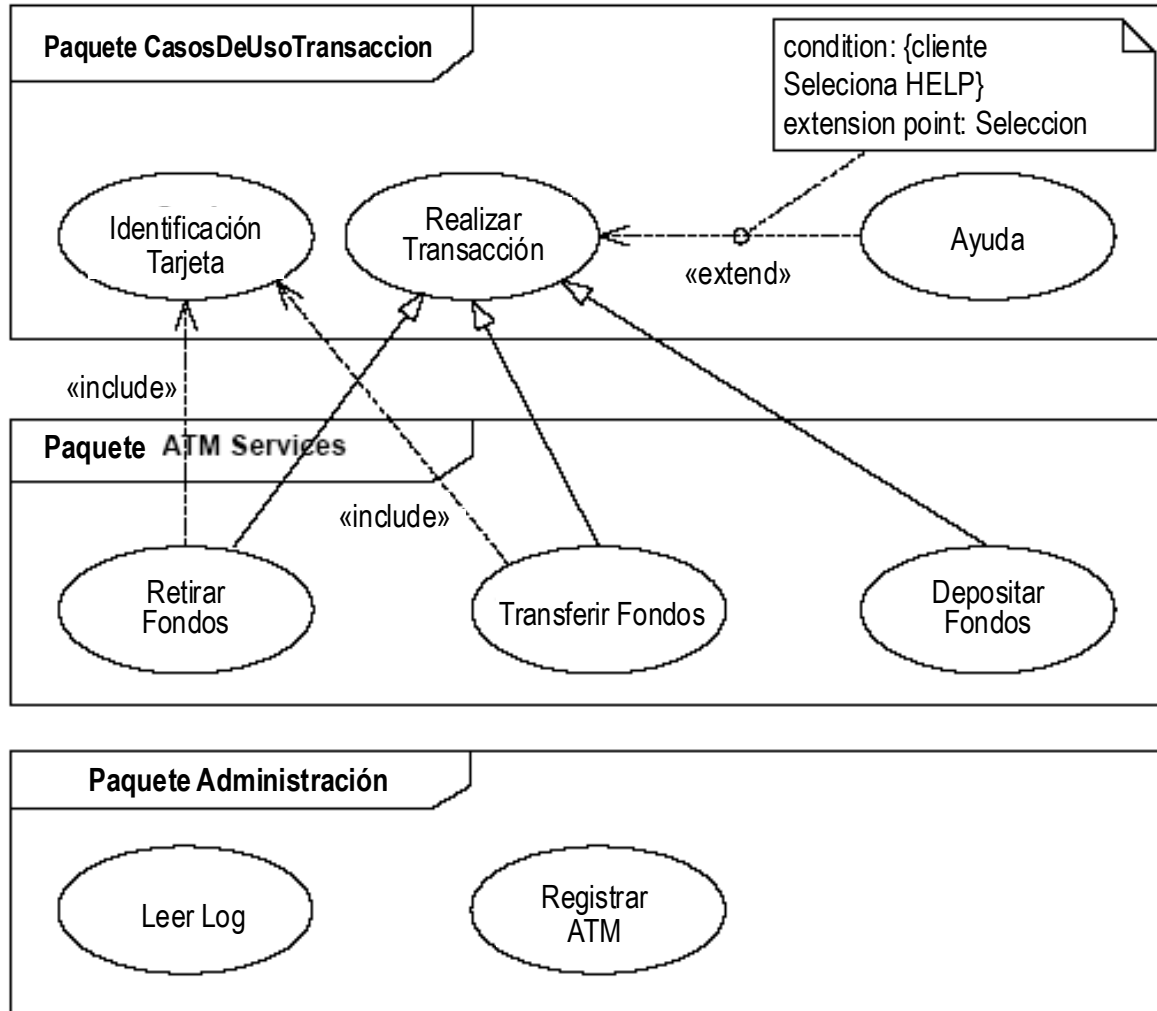 Paquete CasosDeUsoTransaccion
condition: {cliente
Seleciona HELP}
extension point: Seleccion
Identificación
Tarjeta
Realizar
Transacción
«extend»
Ayuda
«include»
Paquete ATM Services
«include»
Retirar
Fondos
Transferir Fondos
Depositar
Fondos
Paquete Administración
Leer Log
Registrar
ATM